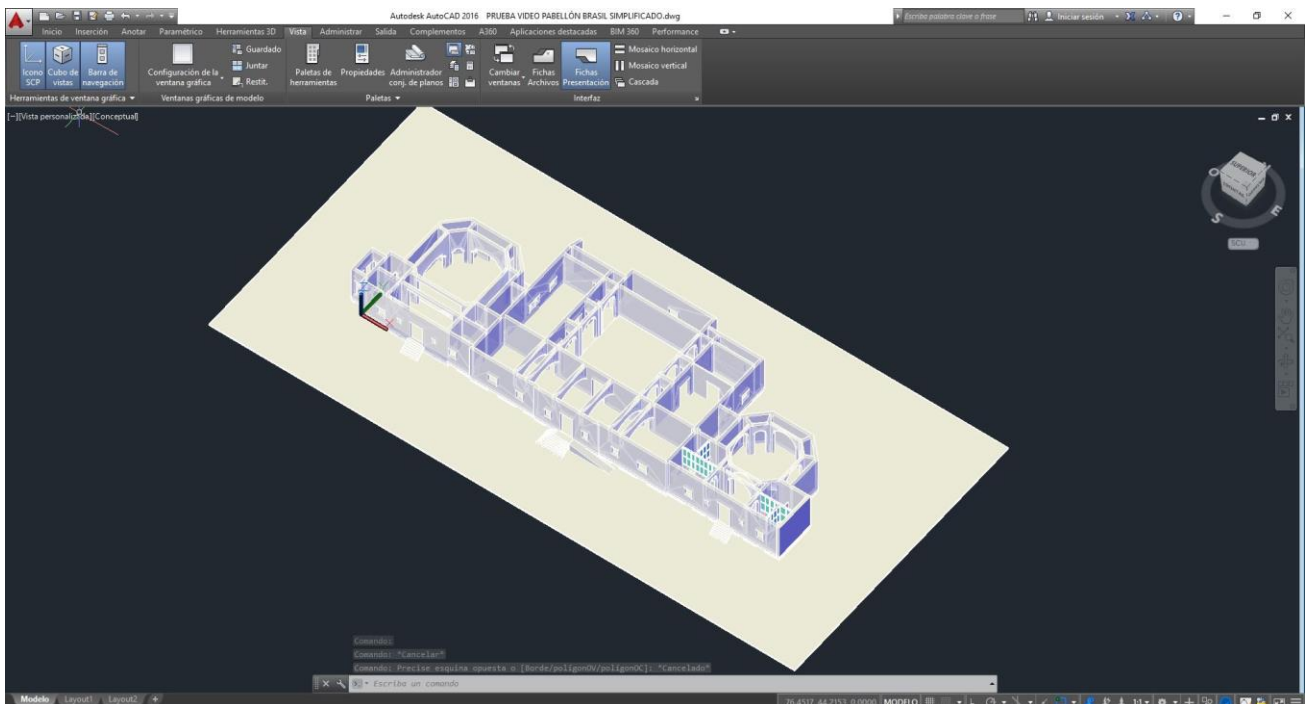 Autodesk AutoCAD 2016 PRUEBA VIDEO PABELLÓN BRASIL SIMPLIFICADO.dwg
Escriba palabra clave o frase
Iniciar sesión
Inicio Inserción Anotar Paramétrico Herramientas 3D Vista Administrar Salida Complementos A360 Aplicaciones destacadas BIM 360 Performance
Icono SCP
Cubo de vistas
Barra de navegación
Configuración de la ventana gráfica
Guardado
Juntar
Restit.
Paletas de herramientas
Propiedades
Administrador conj. de planos
Cambiar ventanas
Fichas Archivos
Fichas Presentación
Mosaico horizontal
Mosaico vertical
Cascada
Herramientas de ventana gráfica
Ventanas gráficas de modelo
Paletas
Interfaz
[−][Vista personalizada][Conceptual]
SUPERIOR
S
E
SCU
Comando:
Comando: *Cancelar*
Comando: Precise esquina opuesta o [Borde/polígonOV/polígonOC]: *Cancelado*
Escriba un comando
Modelo Layout1 Layout2 +
76.4517, 44.2153, 0.0000 MODELO
1:1